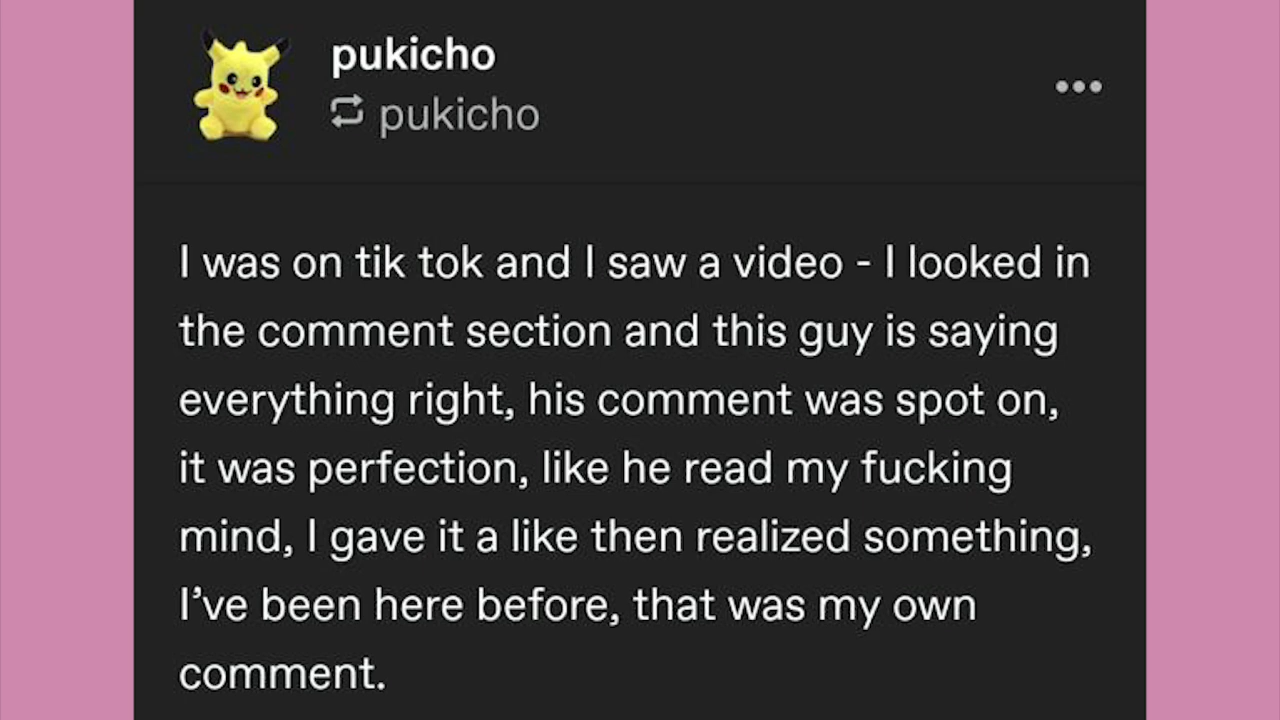 pukicho
pukicho
I was on tik tok and I saw a video - I looked in
the comment section and this guy is saying
everything right, his comment was spot on,
it was perfection, like he read my fucking
mind, I gave it a like then realized something,
I’ve been here before, that was my own
comment.